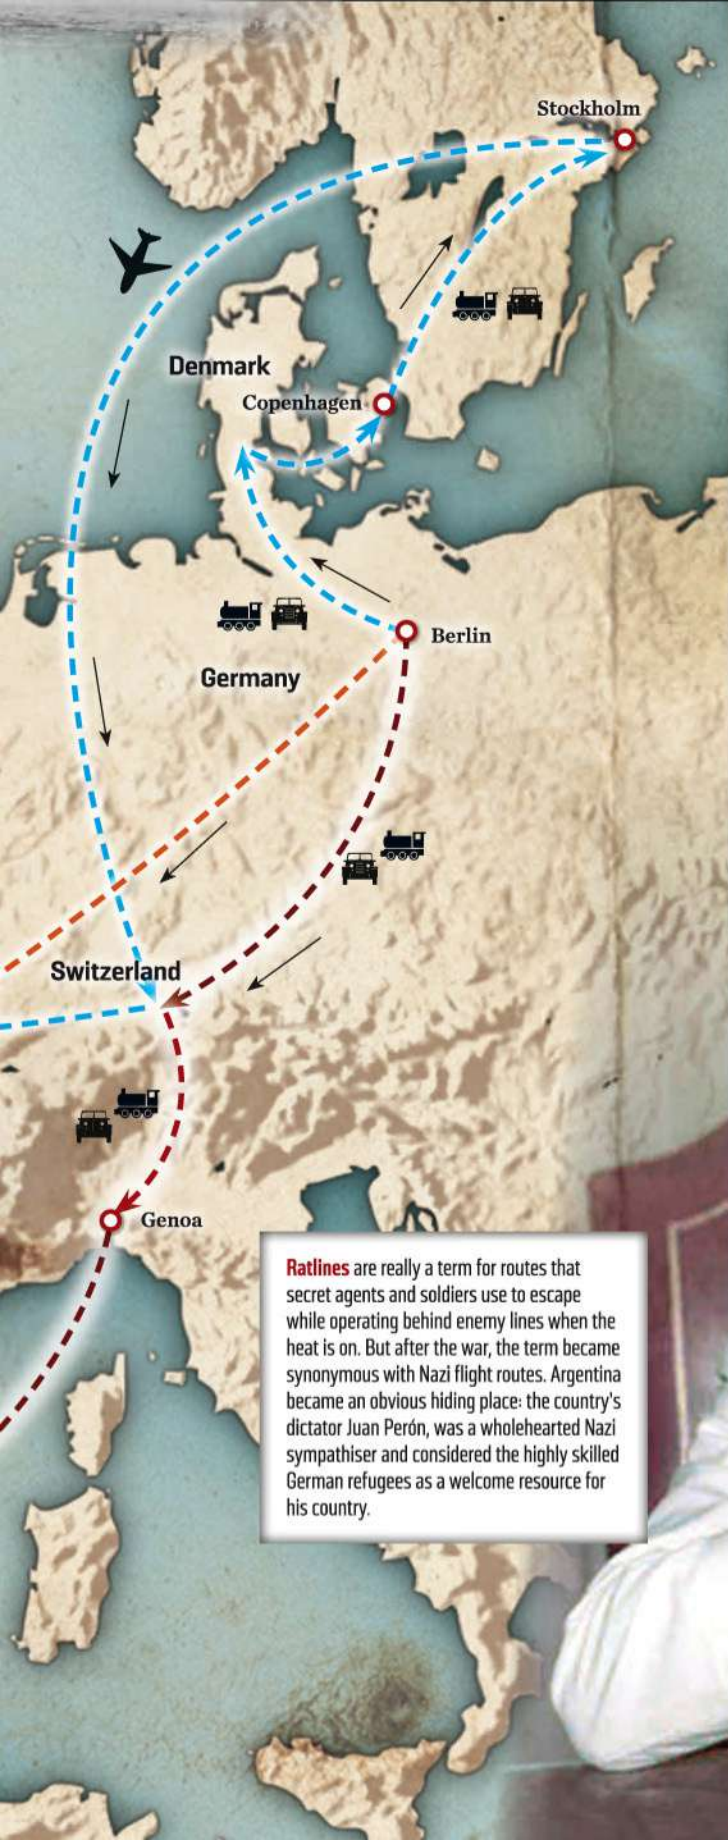 Stockholm
Denmark
Copenhagen
Berlin
Germany
Switzerland
Genoa
Ratlines are really a term for routes that
secret agents and soldiers use to escape
while operating behind enemy lines when the
heat is on. But after the war, the term became
synonymous with Nazi flight routes. Argentina
became an obvious hiding place: the country's
dictator Juan Perón, was a wholehearted Nazi
sympathiser and considered the highly skilled
German refugees as a welcome resource for
his country.